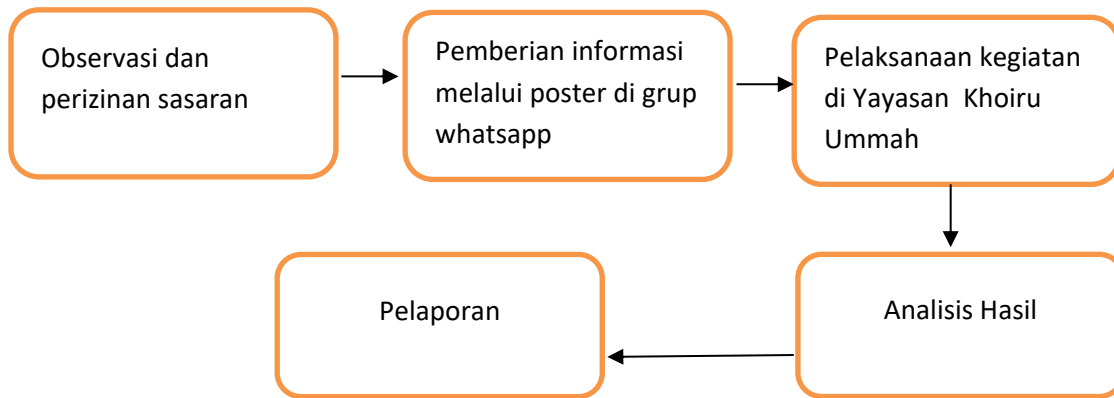 Observasi dan
perizinan sasaran
Pemberian informasi
melalui poster di grup
whatsapp
Pelaksanaan kegiatan
di Yayasan  Khoiru
Ummah
Analisis Hasil
Pelaporan